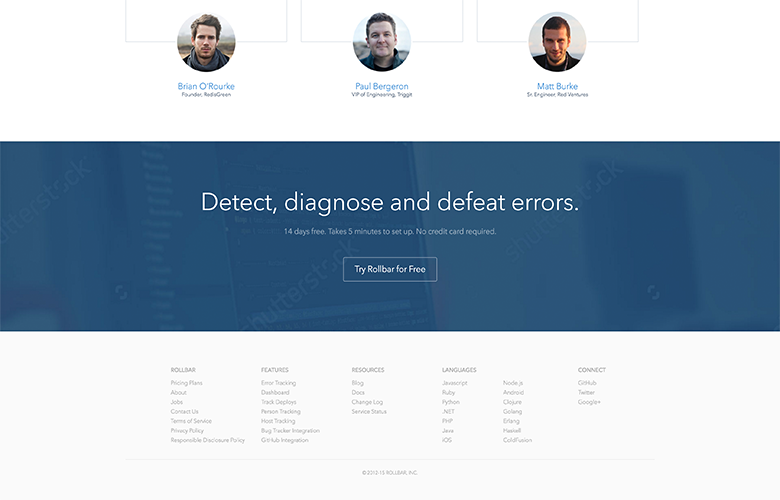 Brian O'Rourke
Founder, RedisGreen
Paul Bergeron
VIP of Engineering, Triggit
Matt Burke
Sr. Engineer, Red Ventures
Detect, diagnose and defeat errors.
14 days free. Takes 5 minutes to set up. No credit card required.
Try Rollbar for Free
shutterstock
shutterstock
shutterstock
ROLLBAR
Pricing Plans
About
Jobs
Contact Us
Terms of Service
Privacy Policy
Responsible Disclosure Policy
FEATURES
Error Tracking
Dashboard
Track Deploys
Person Tracking
Host Tracking
Bug Tracker Integration
GitHub Integration
RESOURCES
Blog
Docs
Change Log
Service Status
LANGUAGES
Javascript
Ruby
Python
.NET
PHP
Java
iOS
Node.js
Android
Clojure
Golang
Erlang
Haskell
ColdFusion
CONNECT
GitHub
Twitter
Google+
© 2012-15 ROLLBAR, INC.